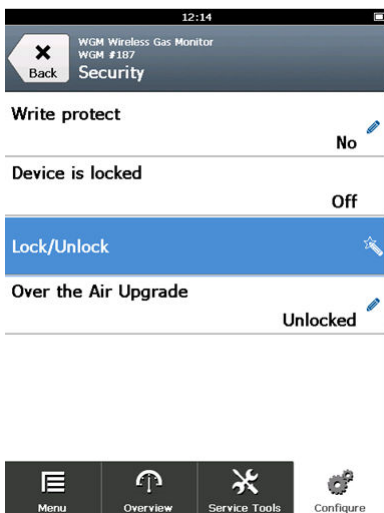 12:14
WGM Wireless Gas Monitor
WGM #187
Back
Security
Write protect
No
Device is locked
Off
Lock/Unlock
Over the Air Upgrade
Unlocked
Menu
Overview
Service Tools
Configure